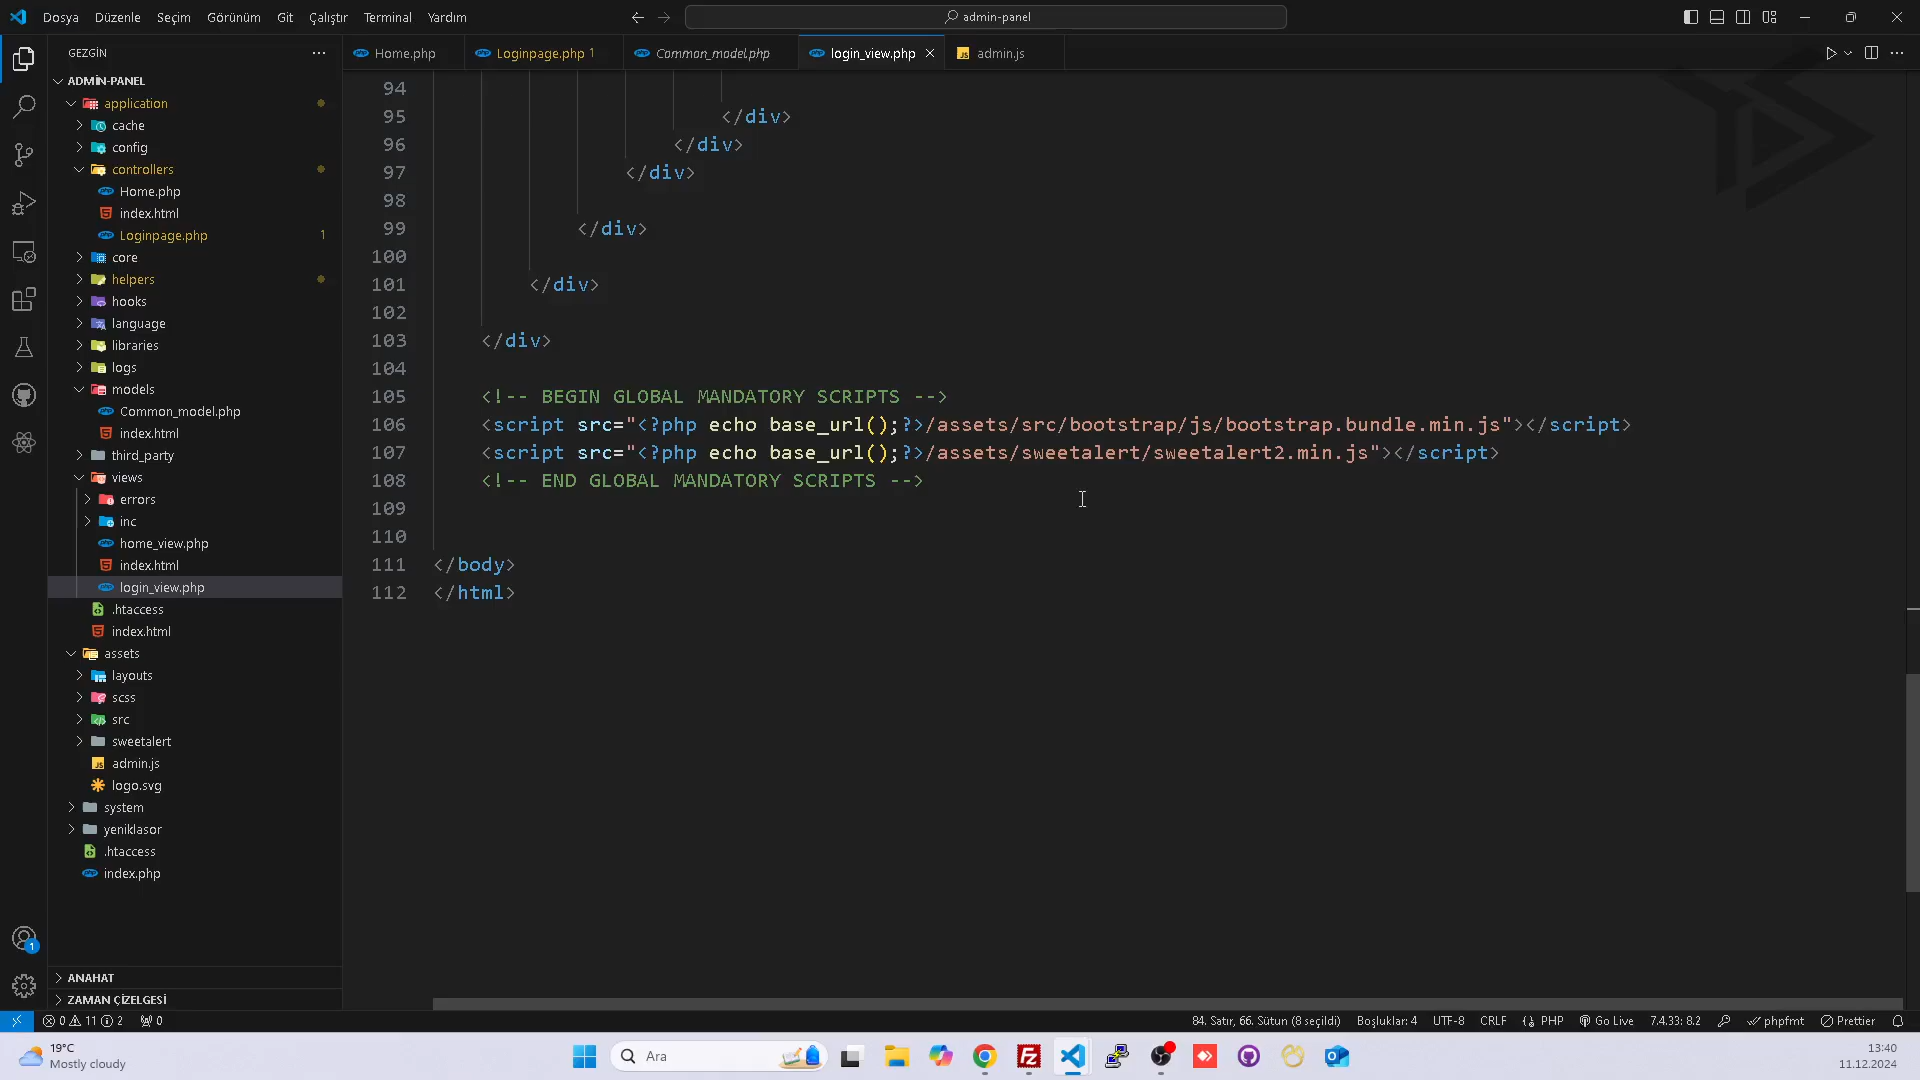 Dosya Düzenle Seçim Görünüm Git Çalıştır Terminal Yardım
admin-panel
GEZGİN
ADMİN-PANEL
application
cache
config
controllers
Home.php
index.html
Loginpage.php 1
core
helpers
hooks
language
libraries
logs
models
Common_model.php
index.html
third_party
views
errors
inc
home_view.php
index.html
login_view.php
.htaccess
index.html
assets
layouts
scss
src
sweetalert
admin.js
logo.svg
system
yeniklasor
.htaccess
index.php
ANAHAT
ZAMAN ÇİZELGESİ
Home.php Loginpage.php 1 Common_model.php login_view.php admin.js
94
95 </div>
96 </div>
97 </div>
98
99 </div>
100
101 </div>
102
103 </div>
104
105 <!-- BEGIN GLOBAL MANDATORY SCRIPTS -->
106 <script src="<?php echo base_url();?>/assets/src/bootstrap/js/bootstrap.bundle.min.js"></script>
107 <script src="<?php echo base_url();?>/assets/sweetalert/sweetalert2.min.js"></script>
108 <!-- END GLOBAL MANDATORY SCRIPTS -->
109
110
111 </body>
112 </html>
1
0 11 2 0
84. Satır, 66. Sütun (8 seçildi) Boşluklar: 4 UTF-8 CRLF PHP Go Live 7.4.33: 8.2 phpfmt Prettier
19°C
Mostly cloudy
Ara
13:40
11.12.2024